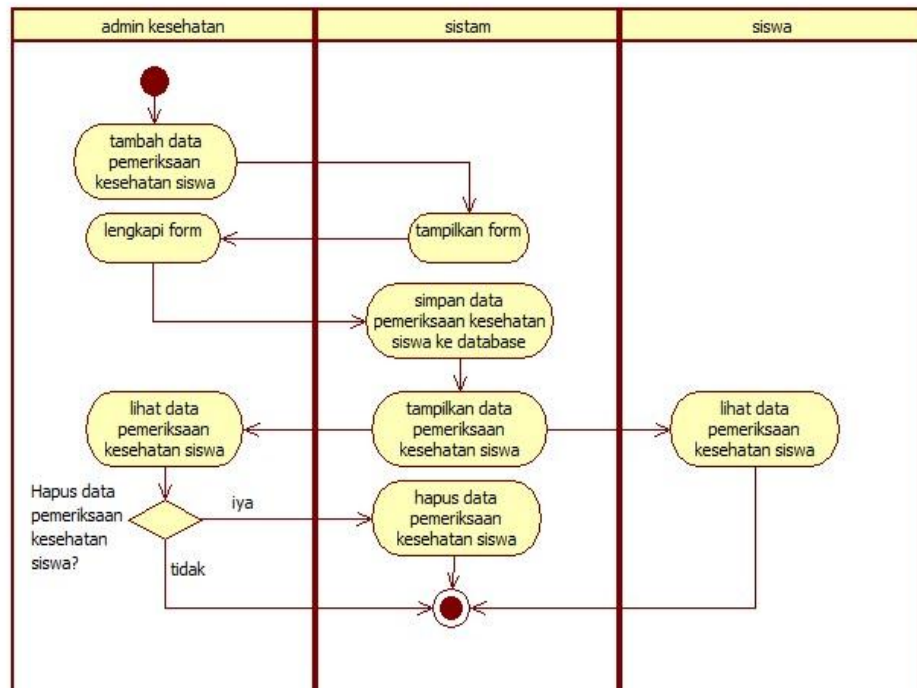 admin kesehatan
sistam
siswa
tambah data
pemeriksaan
kesehatan siswa
lengkapi form
tampilkan form
simpan data
pemeriksaan kesehatan
siswa ke database
lihat data
pemeriksaan
kesehatan siswa
tampilkan data
pemeriksaan
kesehatan siswa
lihat data
pemeriksaan
kesehatan siswa
Hapus data
pemeriksaan
kesehatan
siswa?
iya
hapus data
pemeriksaan
kesehatan siswa
tidak